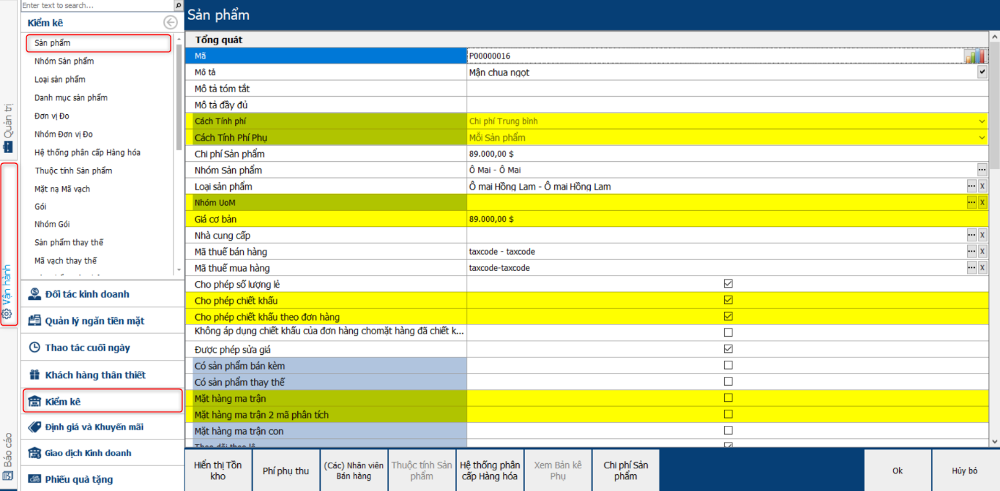 Enter text to search...
Kiểm kê
Sản phẩm
Nhóm Sản phẩm
Loại sản phẩm
Danh mục sản phẩm
Đơn vị Đo
Nhóm Đơn vị Đo
Hệ thống phân cấp Hàng hóa
Thuộc tính Sản phẩm
Mặt nạ Mã vạch
Gói
Nhóm Gói
Sản phẩm thay thế
Mã vạch thay thế
Đối tác kinh doanh
Quản lý ngăn tiền mặt
Thao tác cuối ngày
Khách hàng thân thiết
Kiểm kê
Định giá và Khuyến mãi
Giao dịch Kinh doanh
Phiếu quà tặng
Quản trị
Vận hành
Báo cáo
Sản phẩm
Tổng quát
Mã P00000016
Mô tả Mận chua ngọt
Mô tả tóm tắt
Mô tả đầy đủ
Cách Tính phí Chi phí Trung bình
Cách Tính Phí Phụ Mỗi Sản phẩm
Chi phí Sản phẩm 89.000,00 $
Nhóm Sản phẩm Ô Mai - Ô Mai ...
Loại sản phẩm Ô mai Hồng Lam - Ô mai Hồng Lam ... X
Nhóm UoM ... X
Giá cơ bản 89.000,00 $
Nhà cung cấp ... X
Mã thuế bán hàng taxcode - taxcode ... X
Mã thuế mua hàng taxcode-taxcode ... X
Cho phép số lượng lẻ
Cho phép chiết khấu
Cho phép chiết khấu theo đơn hàng
Không áp dụng chiết khấu của đơn hàng chomặt hàng đã chiết k...
Được phép sửa giá
Có sản phẩm bán kèm
Có sản phẩm thay thế
Mặt hàng ma trận
Mặt hàng ma trận 2 mã phân tích
Mặt hàng ma trận con
Theo dõi theo lô
Hiển thị Tồn
kho
Phí phụ thu
(Các) Nhân viên
Bán hàng
Thuộc tính Sản
phẩm
Hệ thống phân
cấp Hàng hóa
Xem Bản kê
Phụ
Chi phí Sản
phẩm
Ok
Hủy bỏ